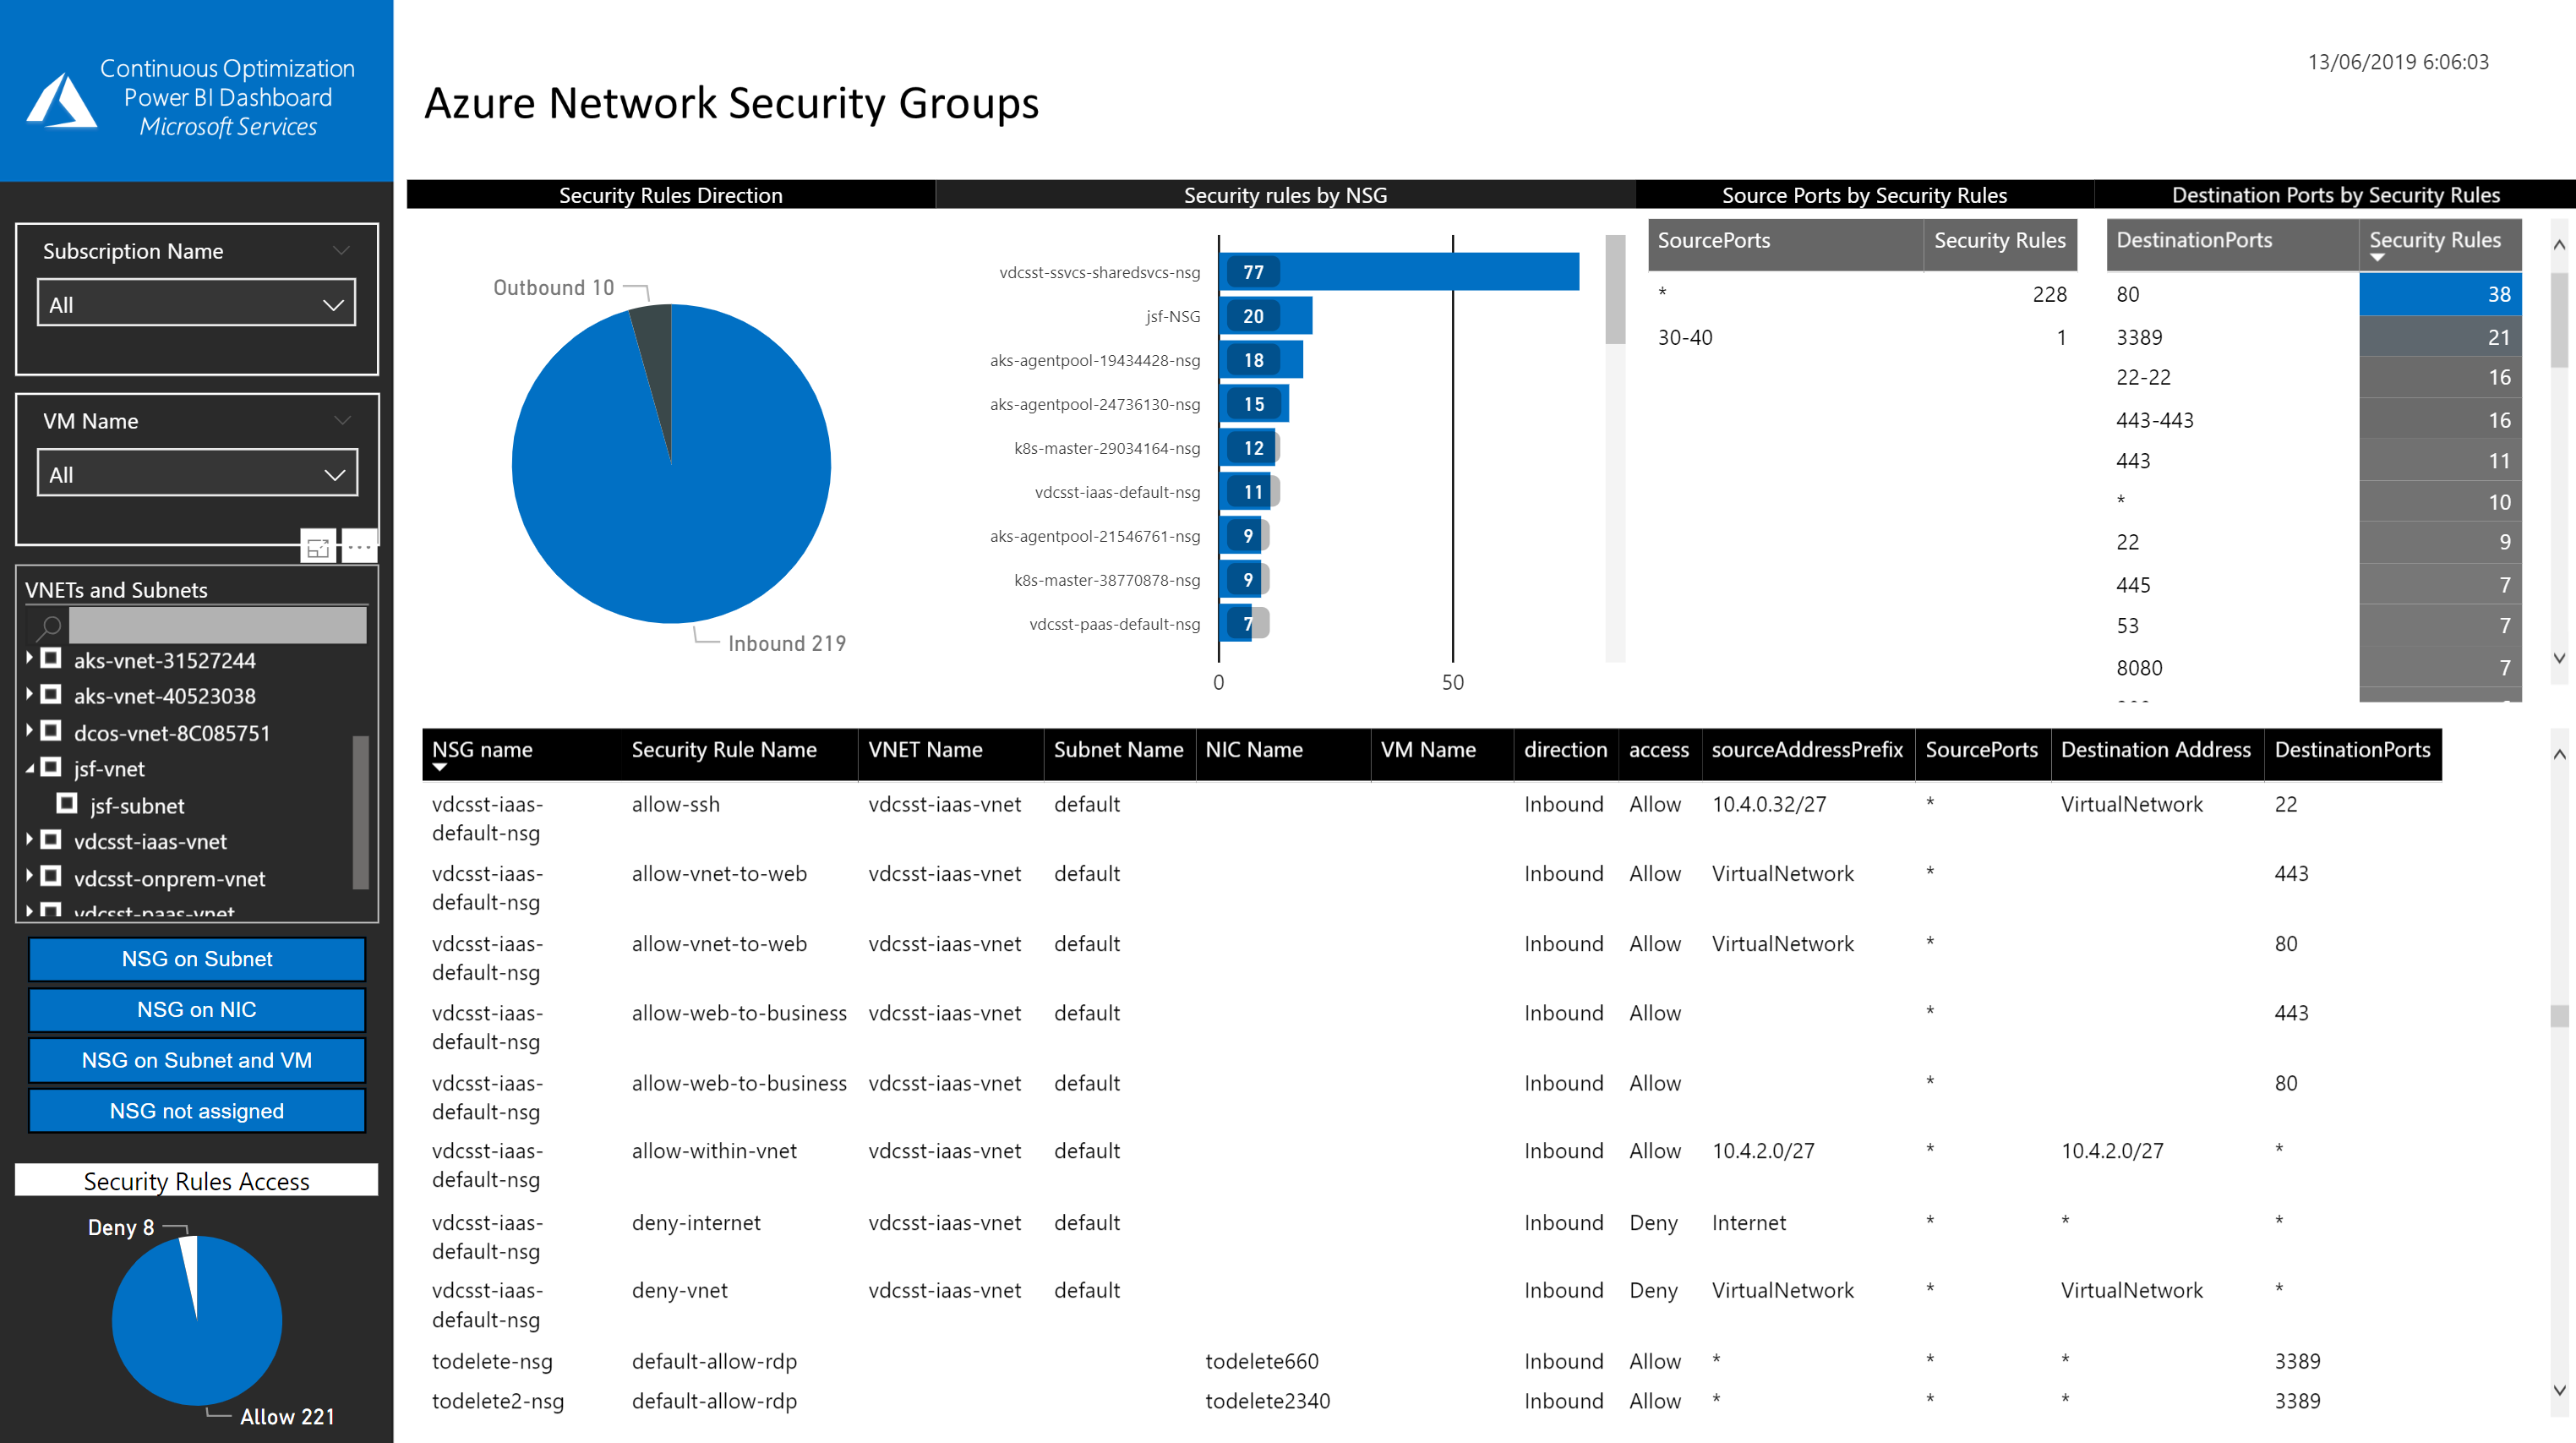 Continuous Optimization
Power BI Dashboard
Microsoft Services
13/06/2019 6:06:03
Azure Network Security Groups
Subscription Name
All
VM Name
All
VNETs and Subnets
aks-vnet-31527244
aks-vnet-40523038
dcos-vnet-8C085751
jsf-vnet
jsf-subnet
vdcsst-iaas-vnet
vdcsst-onprem-vnet
vdcsst-paas-vnet
NSG on Subnet
NSG on NIC
NSG on Subnet and VM
NSG not assigned
Security Rules Access
Deny 8
Allow 221
Security Rules Direction
Outbound 10
Inbound 219
Security rules by NSG
vdcsst-ssvcs-sharedsvcs-nsg 77
jsf-NSG 20
aks-agentpool-19434428-nsg 18
aks-agentpool-24736130-nsg 15
k8s-master-29034164-nsg 12
vdcsst-iaas-default-nsg 11
aks-agentpool-21546761-nsg 9
k8s-master-38770878-nsg 9
vdcsst-paas-default-nsg 7
0 50
Source Ports by Security Rules
SourcePorts Security Rules
* 228
30-40 1
Destination Ports by Security Rules
DestinationPorts Security Rules
80 38
3389 21
22-22 16
443-443 16
443 11
* 10
22 9
445 7
53 7
8080 7
NSG name Security Rule Name VNET Name Subnet Name NIC Name VM Name direction access sourceAddressPrefix SourcePorts Destination Address DestinationPorts
vdcsst-iaas- allow-ssh vdcsst-iaas-vnet default Inbound Allow 10.4.0.32/27 * VirtualNetwork 22
default-nsg
vdcsst-iaas- allow-vnet-to-web vdcsst-iaas-vnet default Inbound Allow VirtualNetwork * 443
default-nsg
vdcsst-iaas- allow-vnet-to-web vdcsst-iaas-vnet default Inbound Allow VirtualNetwork * 80
default-nsg
vdcsst-iaas- allow-web-to-business vdcsst-iaas-vnet default Inbound Allow * 443
default-nsg
vdcsst-iaas- allow-web-to-business vdcsst-iaas-vnet default Inbound Allow * 80
default-nsg
vdcsst-iaas- allow-within-vnet vdcsst-iaas-vnet default Inbound Allow 10.4.2.0/27 * 10.4.2.0/27 *
default-nsg
vdcsst-iaas- deny-internet vdcsst-iaas-vnet default Inbound Deny Internet * * *
default-nsg
vdcsst-iaas- deny-vnet vdcsst-iaas-vnet default Inbound Deny VirtualNetwork * VirtualNetwork *
default-nsg
todelete-nsg default-allow-rdp todelete660 Inbound Allow * * * 3389
todelete2-nsg default-allow-rdp todelete2340 Inbound Allow * * * 3389